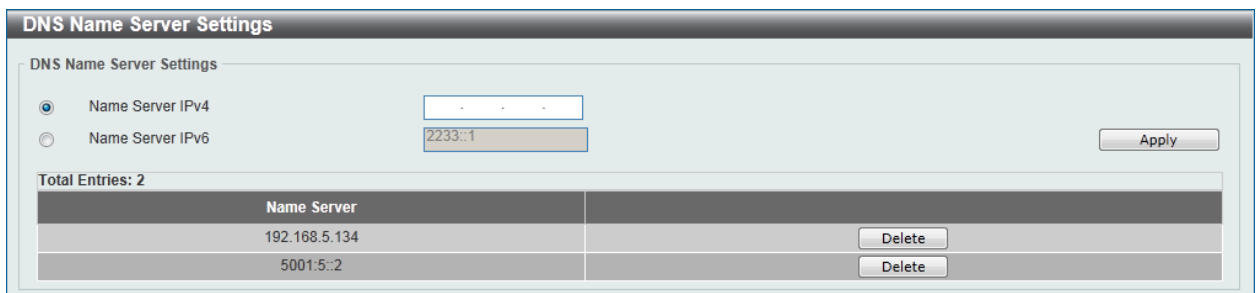 DNS Name Server Settings
DNS Name Server Settings
Name Server IPv4 . . .
Name Server IPv6 2233::1 Apply
Total Entries: 2
Name Server
192.168.5.134 Delete
5001:5::2 Delete